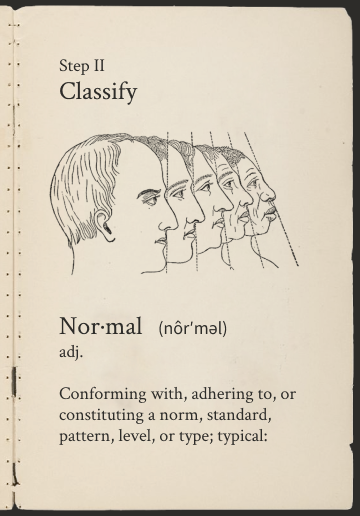 Step II
Classify
Nor·mal (nôr′məl)
adj.
Conforming with, adhering to, or
constituting a norm, standard,
pattern, level, or type; typical: